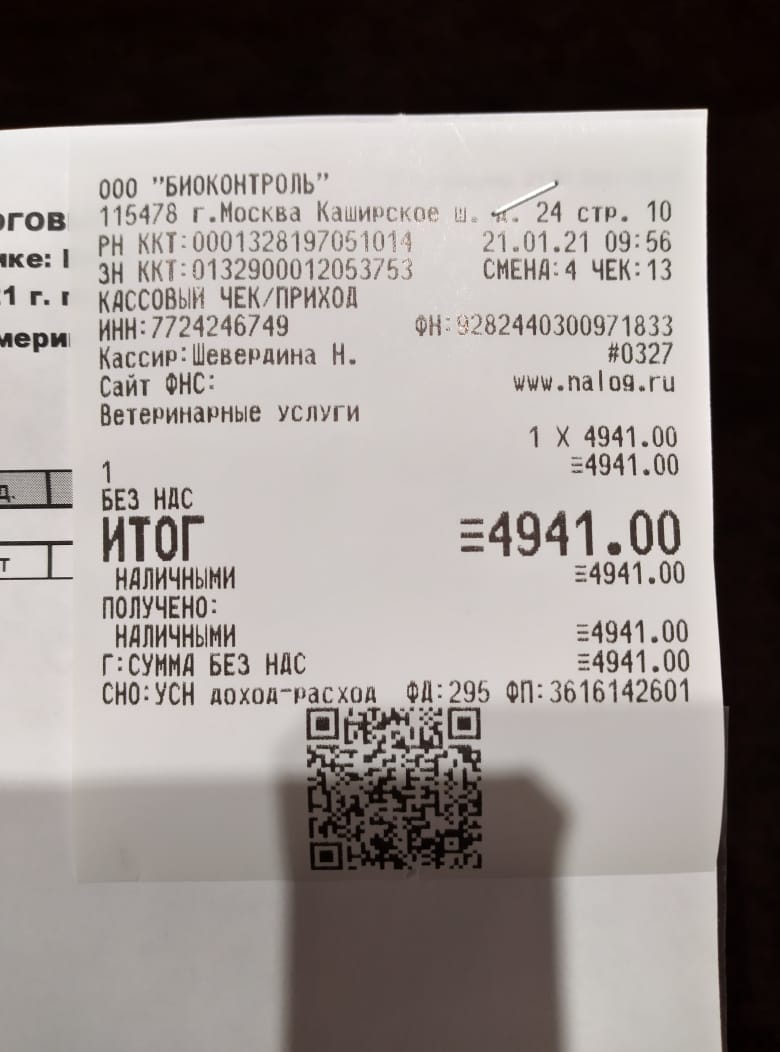 ООО "БИОКОНТРОЛЬ"
115478 г.Москва Каширское ш. д. 24 стр. 10
РН ККТ:0001328197051014 21.01.21 09:56
ЗН ККТ:0132900012053753 СМЕНА:4 ЧЕК:13
КАССОВЫЙ ЧЕК/ПРИХОД
ИНН:7724246749 ФН:9282440300971833
Кассир:Шевердина Н. #0327
Сайт ФНС: www.nalog.ru
Ветеринарные услуги
1 X 4941.00
1 ≡4941.00
БЕЗ НДС
ИТОГ ≡4941.00
НАЛИЧНЫМИ ≡4941.00
ПОЛУЧЕНО:
НАЛИЧНЫМИ ≡4941.00
Г:СУММА БЕЗ НДС ≡4941.00
СНО:УСН доход-расход ФД:295 ФП:3616142601